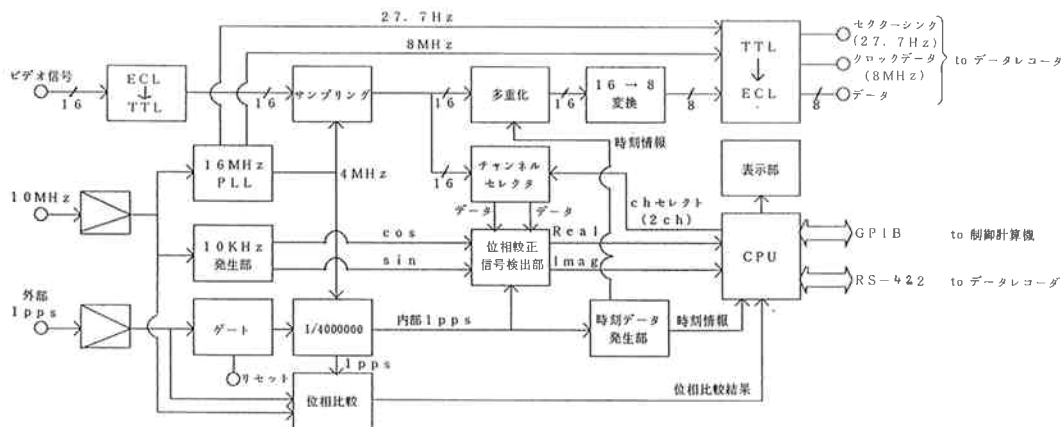 27.7Hz
8MHz
ビデオ信号
16
ECL
TTL
16
サンプリング
16
多重化
16
16→8
変換
8
TTL
ECL
8
セクターシンク
(27.7Hz)
クロックデータ
(8MHz)
データ
to データレコータ
時刻情報
16MHz
PLL
4MHz
16
チャンネル
セレクタ
表示部
10MHz
データ
データ
chセレクト
(2ch)
10KHz
発生部
cos
sin
位相較正
信号検出部
Real
Imag
CPU
GPIB
to 制御計算機
RS-422
to データレコーダ
外部
1pps
ゲート
1/4000000
内部1pps
時刻データ
発生部
時刻情報
リセット
1pps
位相比較
位相比較結果